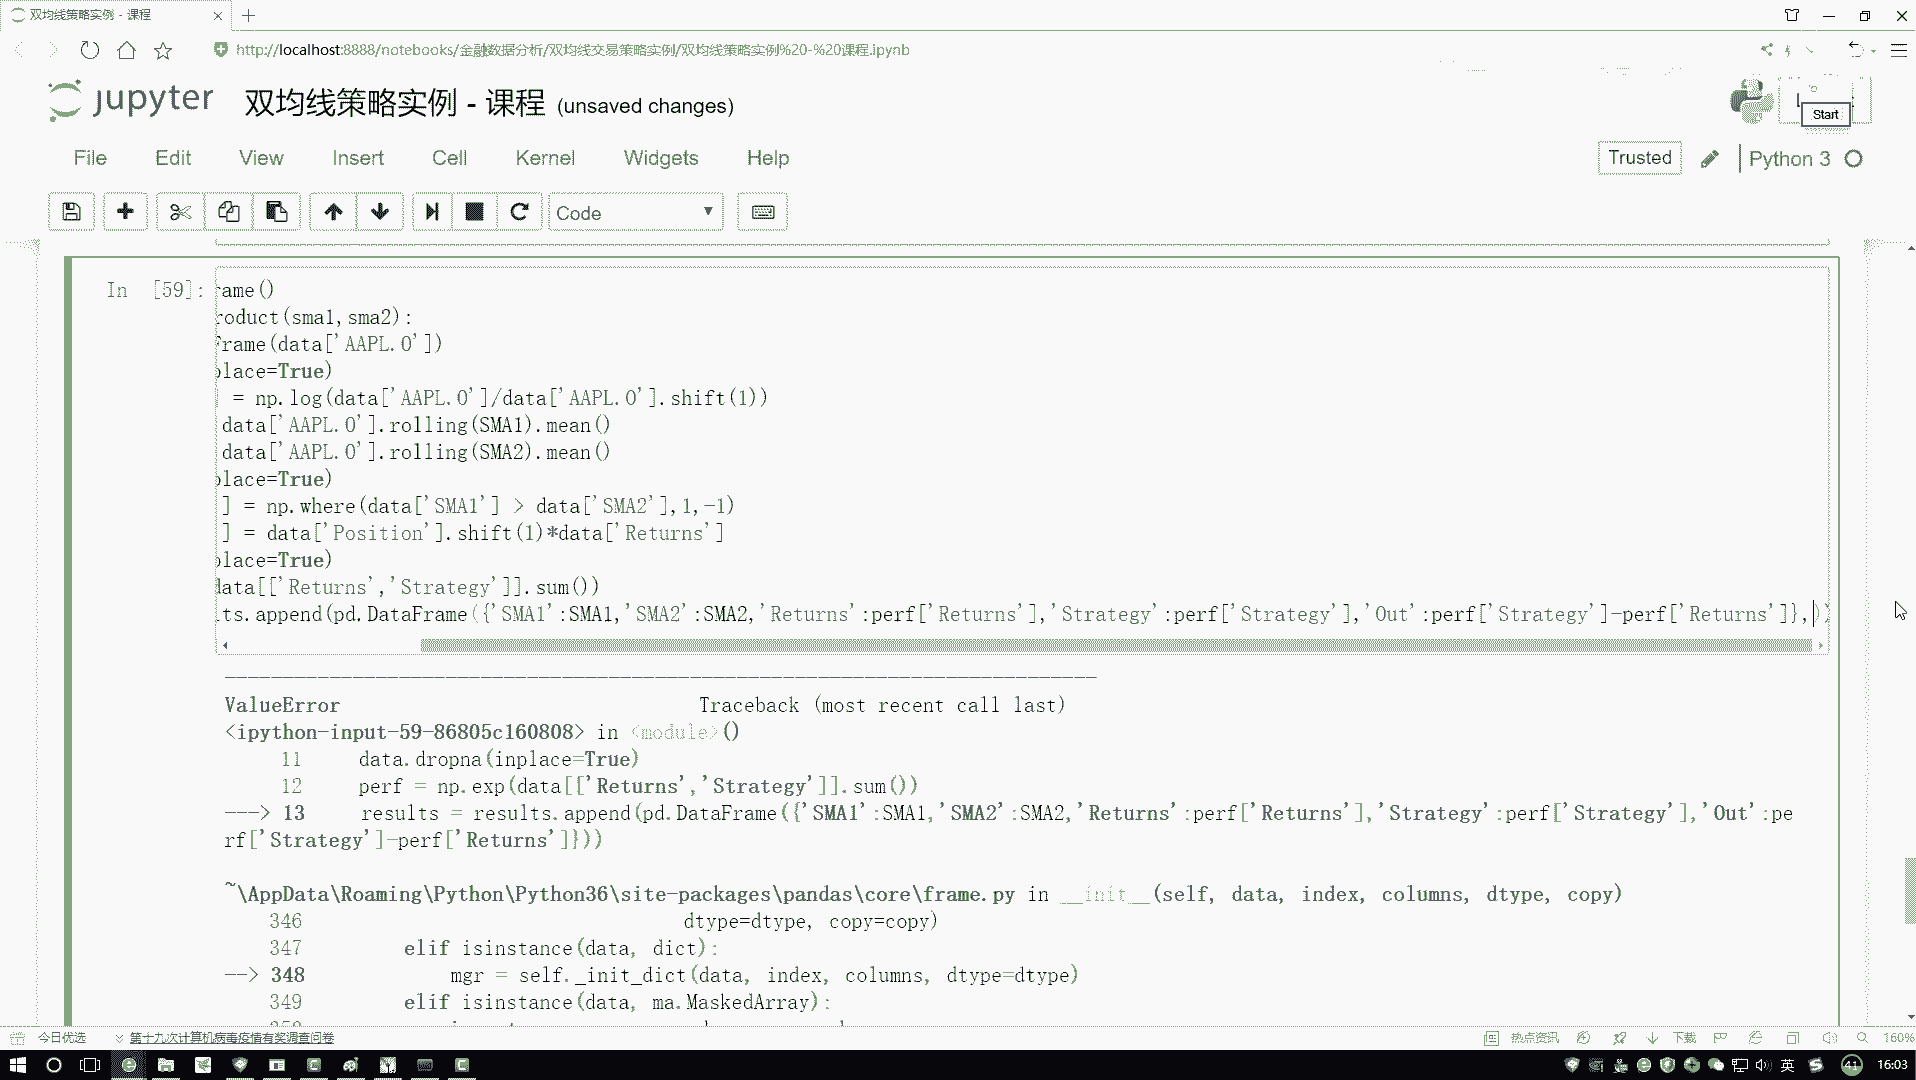 双均线策略实例 - 课程
http://localhost:8888/notebooks/金融数据分析/双均线交易策略实例/双均线策略实例%20-%20课程.ipynb
jupyter 双均线策略实例 - 课程 (unsaved changes)
Start
File Edit View Insert Cell Kernel Widgets Help
Trusted Python 3
Code
In [59]: rame()
roduct(sma1,sma2):
frame(data['AAPL.O'])
place=True)
] = np.log(data['AAPL.O']/data['AAPL.O'].shift(1))
data['AAPL.O'].rolling(SMA1).mean()
data['AAPL.O'].rolling(SMA2).mean()
place=True)
] = np.where(data['SMA1'] > data['SMA2'],1,-1)
] = data['Position'].shift(1)*data['Returns']
place=True)
data[['Returns','Strategy']].sum())
lts.append(pd.DataFrame({'SMA1':SMA1,'SMA2':SMA2,'Returns':perf['Returns'],'Strategy':perf['Strategy'],'Out':perf['Strategy']-perf['Returns']},))
ValueError Traceback (most recent call last)
<ipython-input-59-86805c160808> in <module>()
11 data.dropna(inplace=True)
12 perf = np.exp(data[['Returns','Strategy']].sum())
---> 13 results = results.append(pd.DataFrame({'SMA1':SMA1,'SMA2':SMA2,'Returns':perf['Returns'],'Strategy':perf['Strategy'],'Out':pe
rf['Strategy']-perf['Returns']}))
~\AppData\Roaming\Python\Python36\site-packages\pandas\core\frame.py in __init__(self, data, index, columns, dtype, copy)
346 dtype=dtype, copy=copy)
347 elif isinstance(data, dict):
--> 348 mgr = self._init_dict(data, index, columns, dtype=dtype)
349 elif isinstance(data, ma.MaskedArray):
今日优选 第十九次计算机病毒疫情有奖调查问卷 热点资讯 下载 160%
英 41 16:03